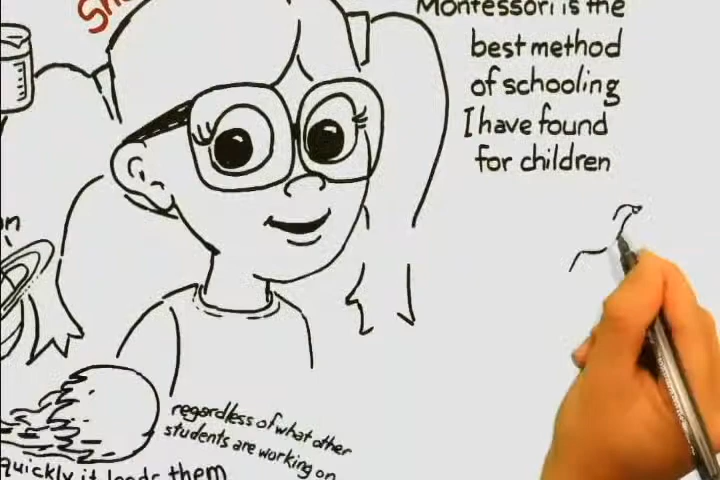 Montessori is the
best method
of schooling
I have found
for children
regardless of what other
students are working on
quickly it leads them